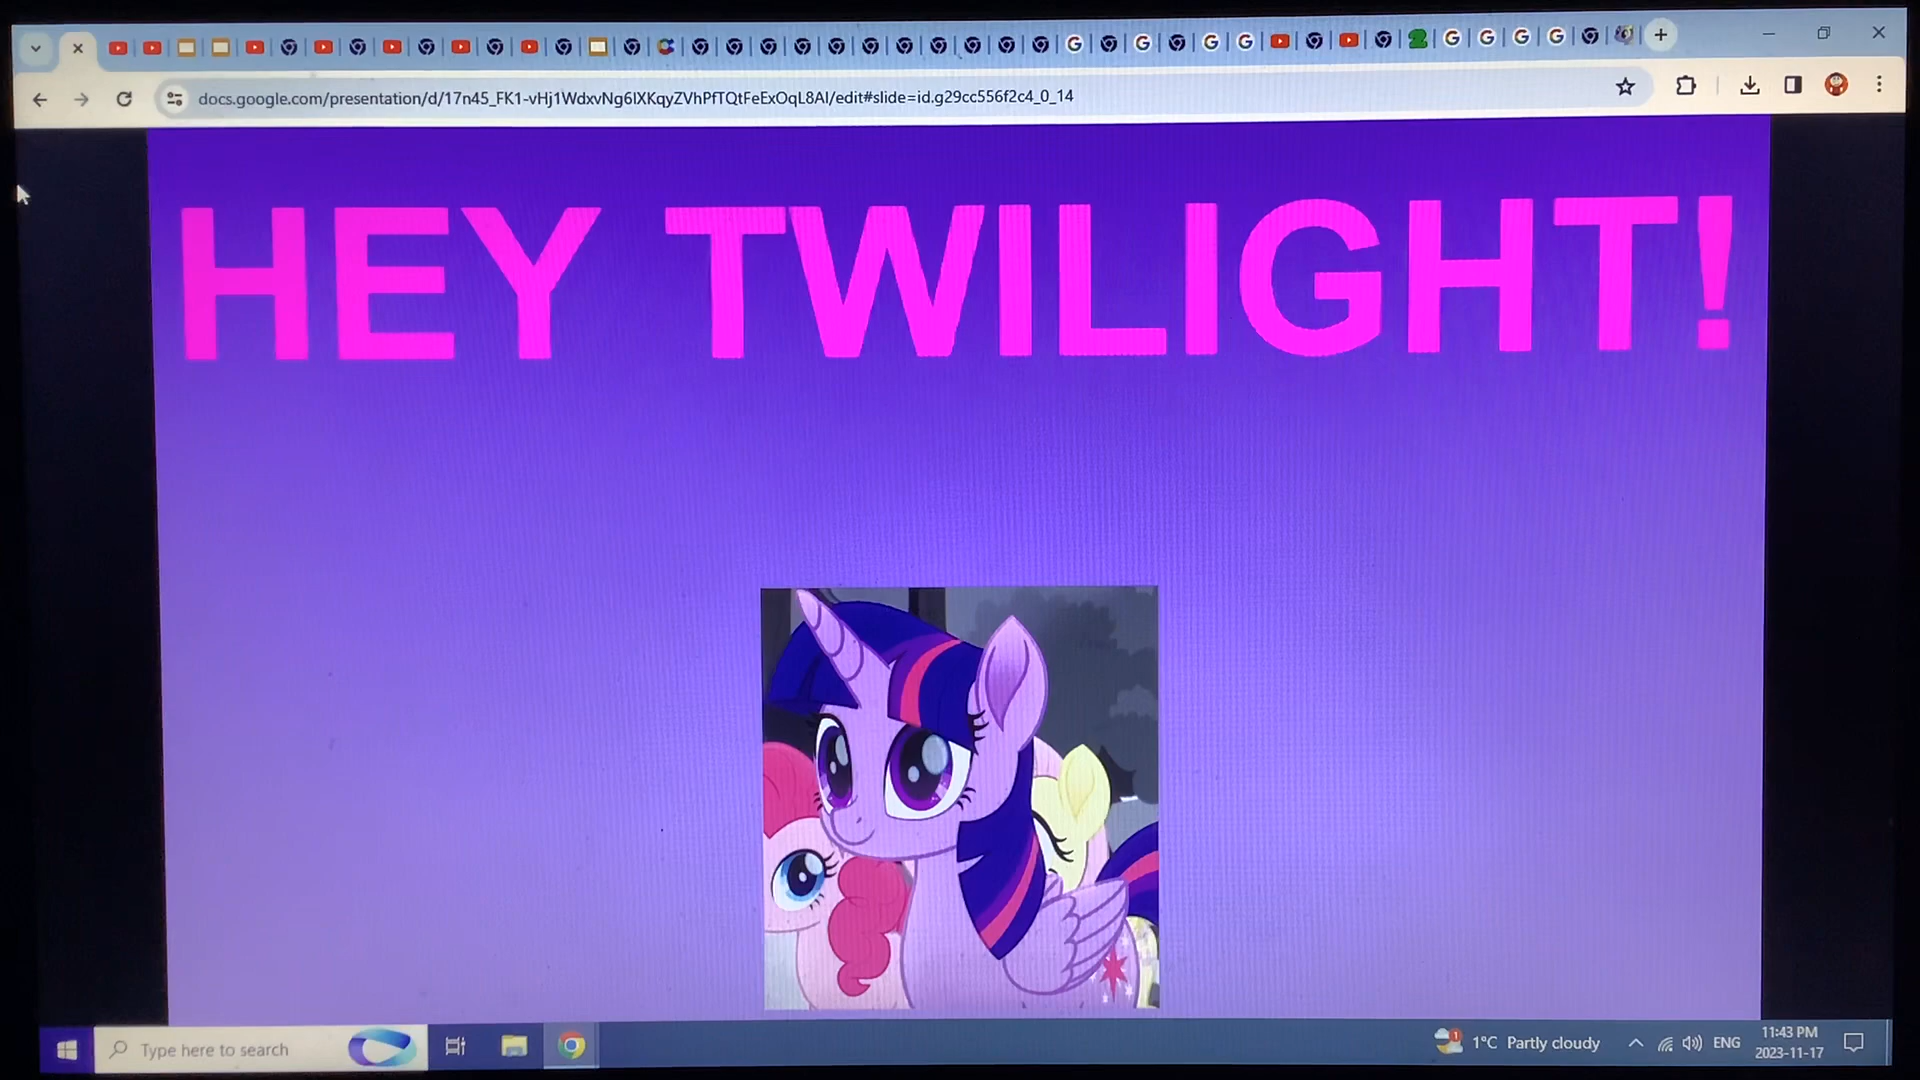 docs.google.com/presentation/d/17n45_FK1-vHj1WdxvNg6lXKqyZVhPfTQtFeExOqL8AI/edit#slide=id.g29cc556f2c4_0_14
HEY TWILIGHT!
Type here to search
1°C Partly cloudy
ENG
11:43 PM
2023-11-17